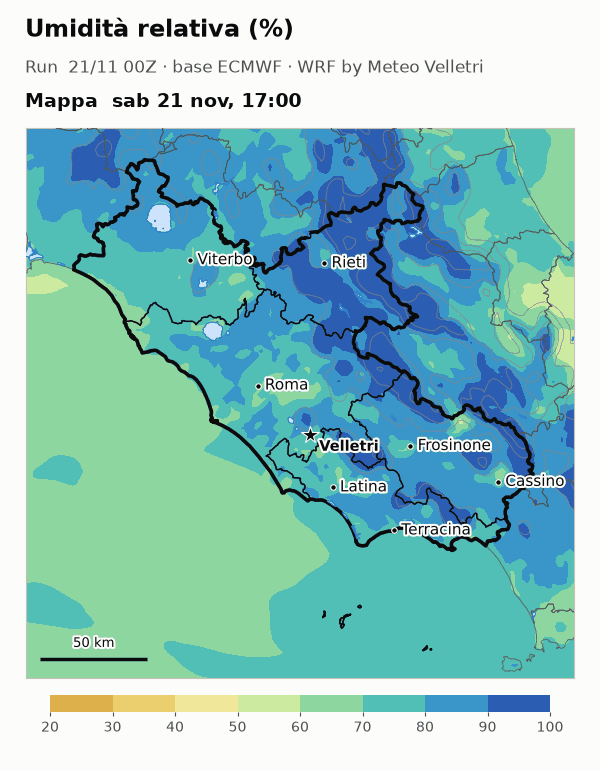 Umidità relativa (%)
Run  21/11 00Z · base ECMWF · WRF by Meteo Velletri
Mappa  sab 21 nov, 17:00
Viterbo
Rieti
Roma
Velletri
Frosinone
Latina
Cassino
Terracina
50 km
20 30 40 50 60 70 80 90 100